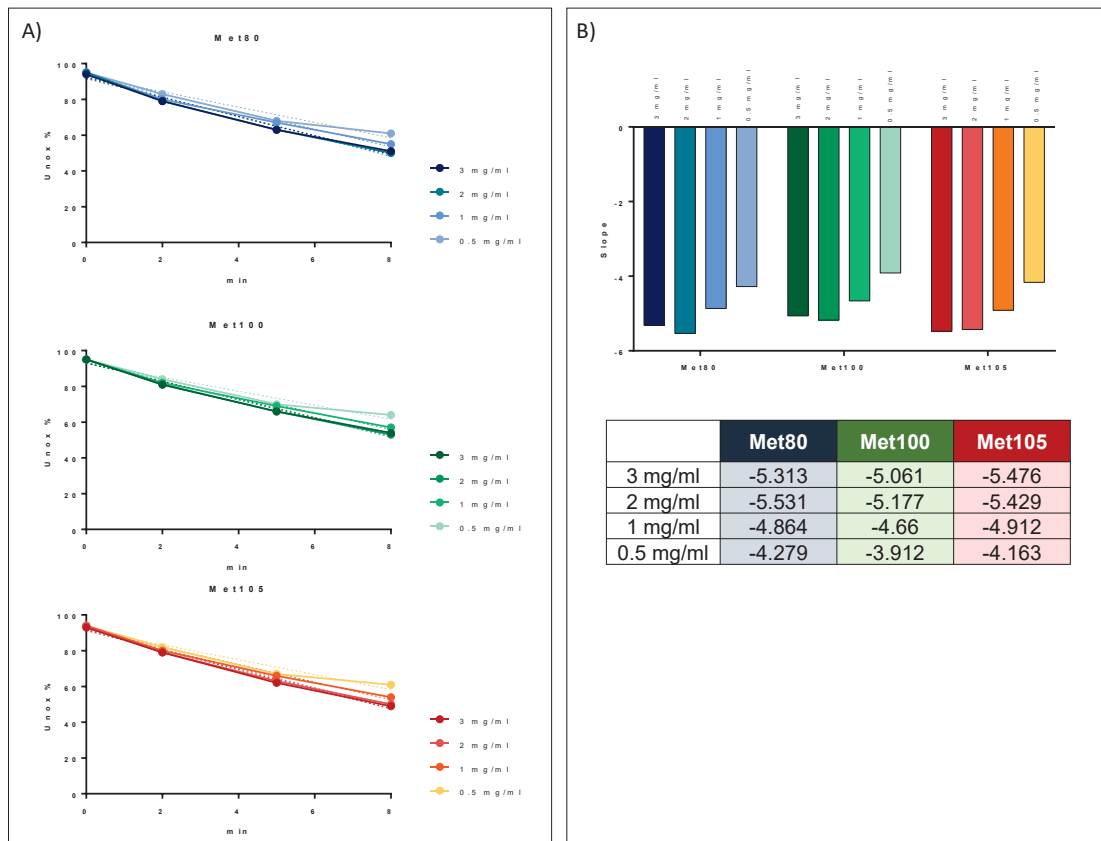 A)
Met80
100
80
60
40
20
0
Unox %
0 2 4 6 8
min
3 mg/ml
2 mg/ml
1 mg/ml
0.5 mg/ml
Met100
100
80
60
40
20
0
Unox %
0 2 4 6 8
min
3 mg/ml
2 mg/ml
1 mg/ml
0.5 mg/ml
Met105
100
80
60
40
20
0
Unox %
0 2 4 6 8
min
3 mg/ml
2 mg/ml
1 mg/ml
0.5 mg/ml
B)
3 mg/ml
2 mg/ml
1 mg/ml
0.5 mg/ml
3 mg/ml
2 mg/ml
1 mg/ml
0.5 mg/ml
3 mg/ml
2 mg/ml
1 mg/ml
0.5 mg/ml
0
-2
-4
-6
Slope
Met80 Met100 Met105
Met80 Met100 Met105
3 mg/ml -5.313 -5.061 -5.476
2 mg/ml -5.531 -5.177 -5.429
1 mg/ml -4.864 -4.66 -4.912
0.5 mg/ml -4.279 -3.912 -4.163